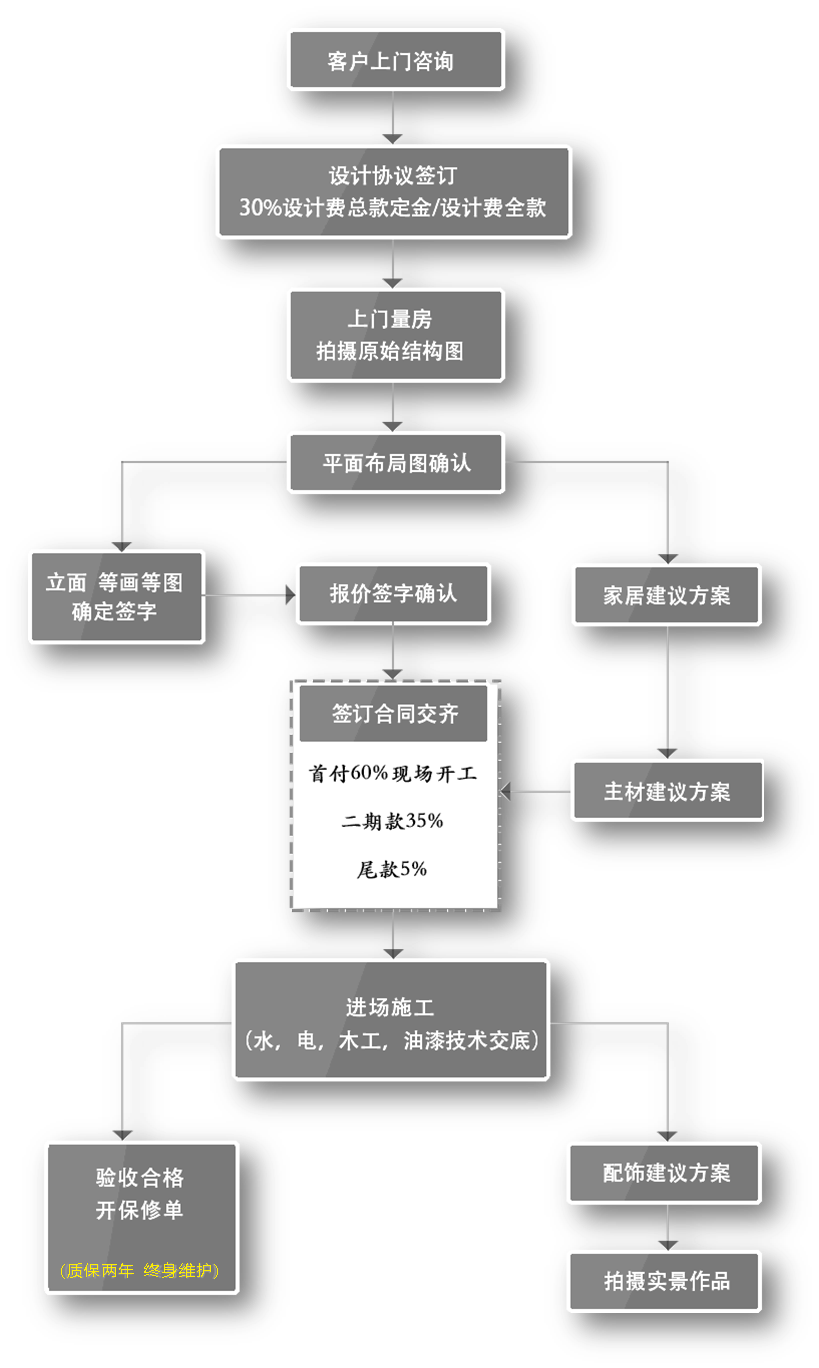 客户上门咨询
设计协议签订
30%设计费总款定金/设计费全款
上门量房
拍摄原始结构图
平面布局图确认
立面 等画等图
确定签字
报价签字确认
家居建议方案
签订合同交齐
首付60%现场开工
二期款35%
尾款5%
主材建议方案
进场施工
(水，电，木工，油漆技术交底)
验收合格
开保修单
(质保两年 终身维护)
配饰建议方案
拍摄实景作品